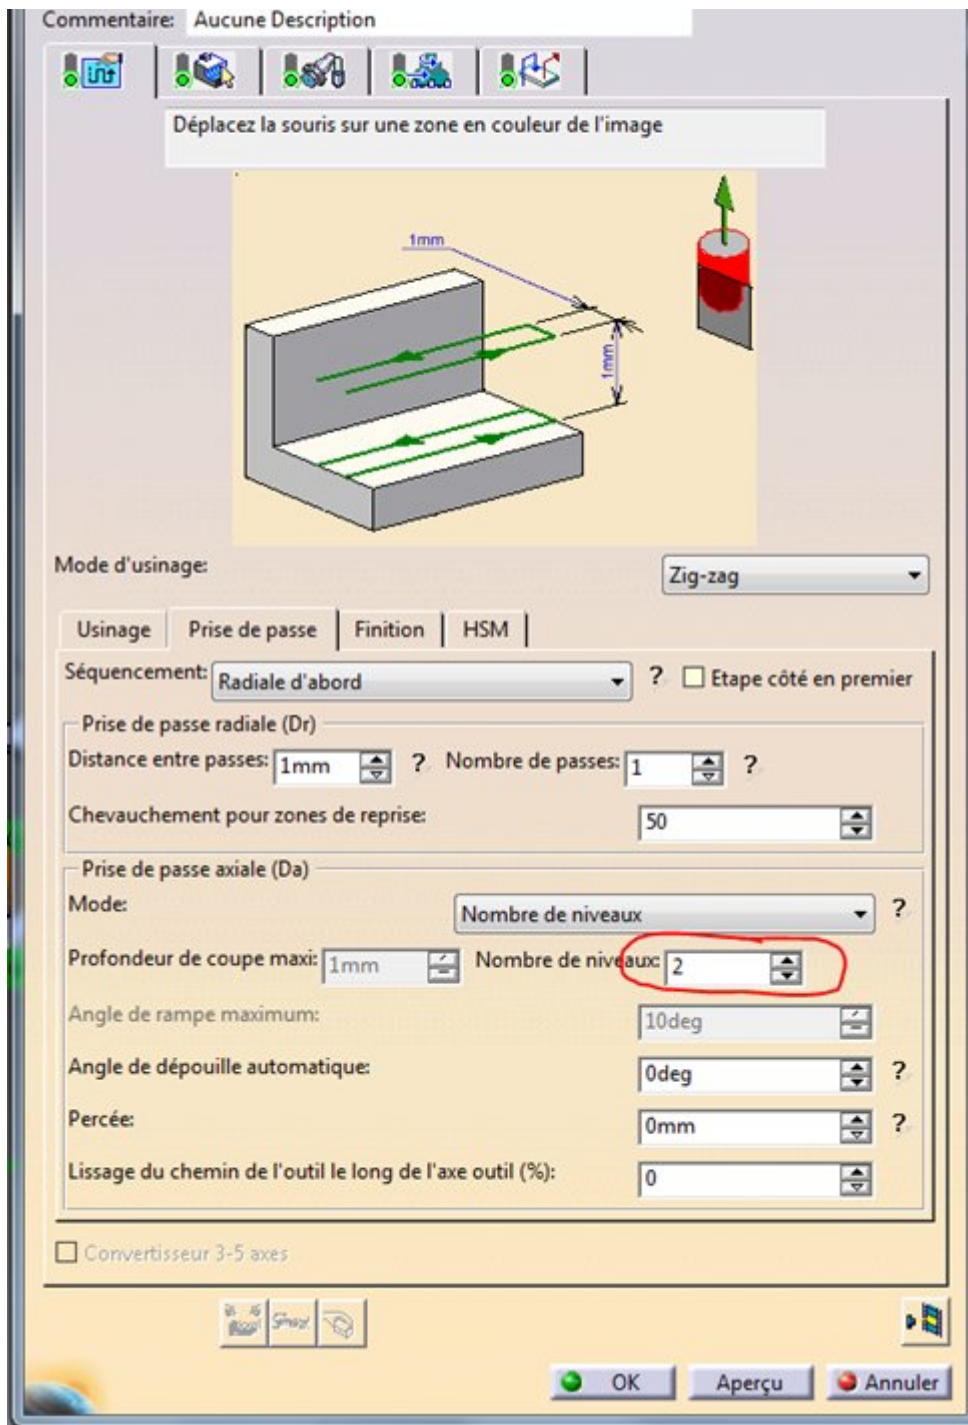 Commentaire: Aucune Description
Déplacez la souris sur une zone en couleur de l'image
1mm
1mm
Mode d'usinage: Zig-zag
Usinage Prise de passe Finition HSM
Séquencement: Radiale d'abord ? Etape côté en premier
Prise de passe radiale (Dr)
Distance entre passes: 1mm ? Nombre de passes: 1 ?
Chevauchement pour zones de reprise: 50
Prise de passe axiale (Da)
Mode: Nombre de niveaux ?
Profondeur de coupe maxi: 1mm Nombre de niveaux: 2
Angle de rampe maximum: 10deg
Angle de dépouille automatique: 0deg ?
Percée: 0mm ?
Lissage du chemin de l'outil le long de l'axe outil (%): 0
Convertisseur 3-5 axes
OK Aperçu Annuler